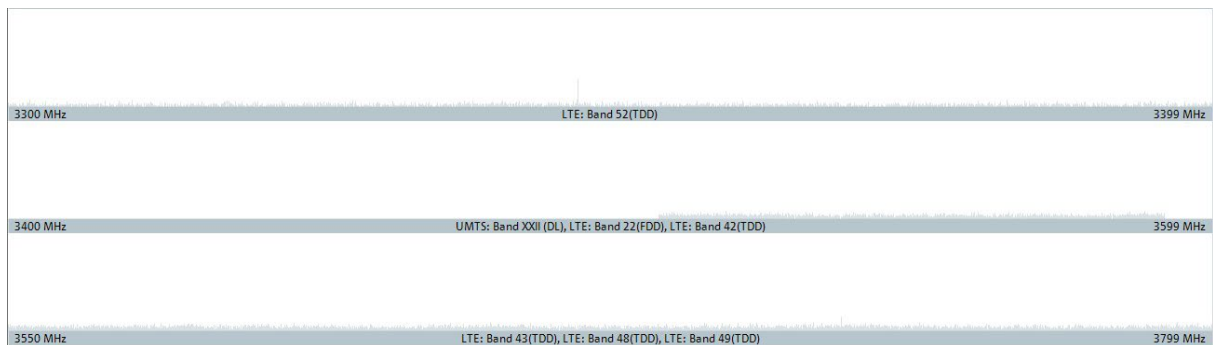 3300 MHz LTE: Band 52(TDD) 3399 MHz
3400 MHz UMTS: Band XXII (DL), LTE: Band 22(FDD), LTE: Band 42(TDD) 3599 MHz
3550 MHz LTE: Band 43(TDD), LTE: Band 48(TDD), LTE: Band 49(TDD) 3799 MHz